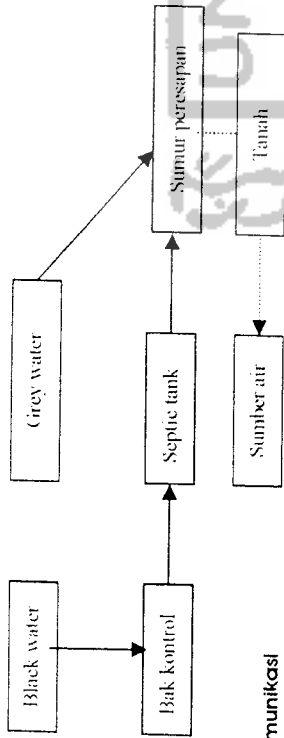 Black water
Grey water
Bak kontrol
Septic tank
Sumur peresapan
Sumber air
Tanah
munikasi